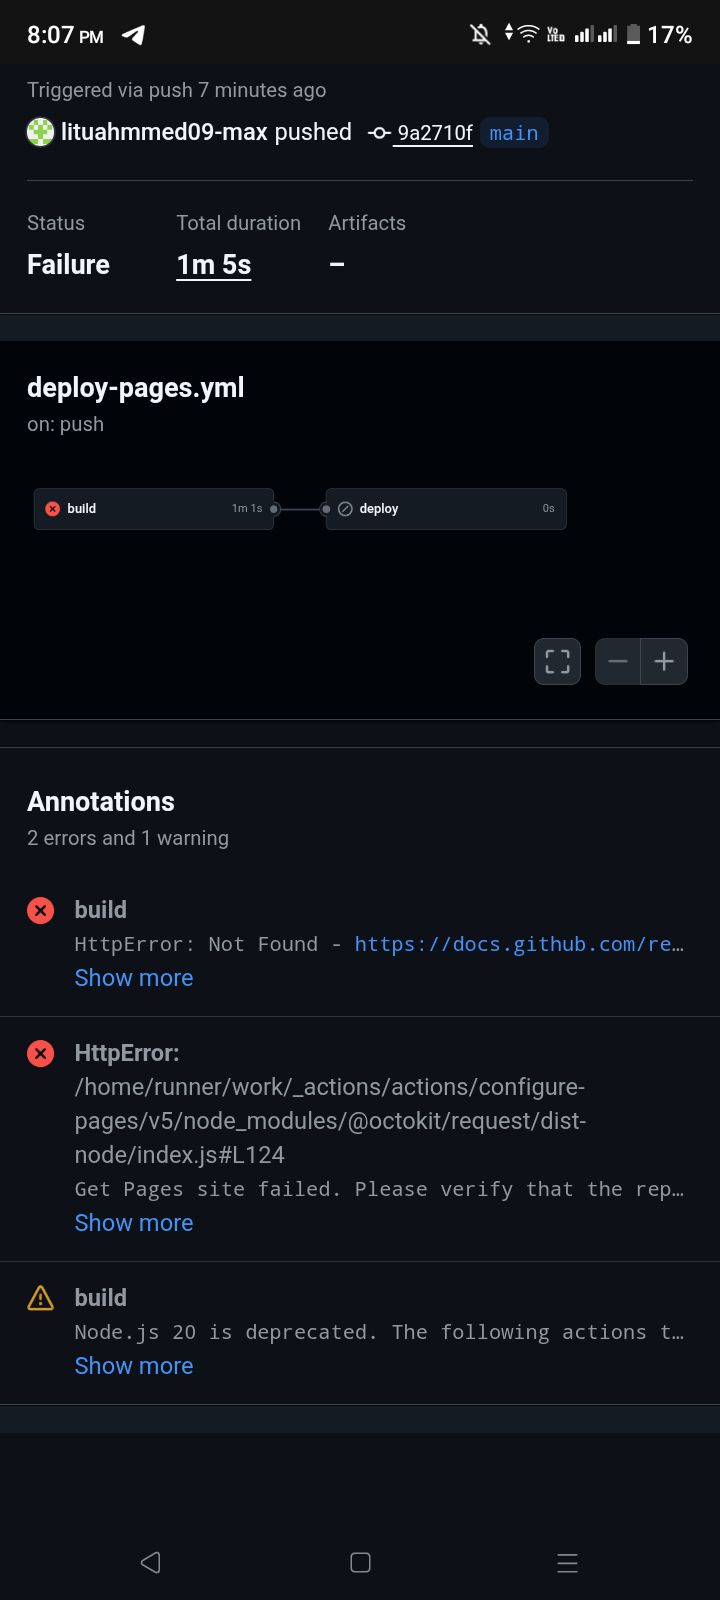 8:07 PM
VO LTE D
17%
Triggered via push 7 minutes ago
lituahmmed09-max pushed 9a2710f main
Status Total duration Artifacts
Failure 1m 5s –
deploy-pages.yml
on: push
build 1m 1s deploy 0s
Annotations
2 errors and 1 warning
build
HttpError: Not Found - https://docs.github.com/re…
Show more
HttpError:
/home/runner/work/_actions/actions/configure-
pages/v5/node_modules/@octokit/request/dist-
node/index.js#L124
Get Pages site failed. Please verify that the rep…
Show more
build
Node.js 20 is deprecated. The following actions t…
Show more